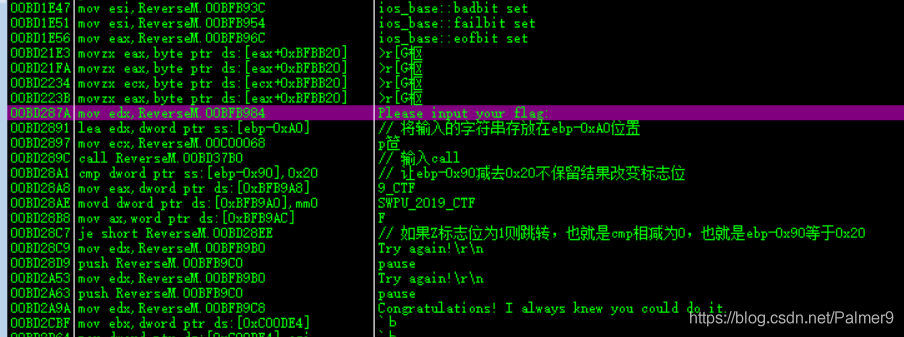 00BD1E47 mov esi,ReverseM.00BFB93C ios_base::badbit set
00BD1E51 mov esi,ReverseM.00BFB954 ios_base::failbit set
00BD1E56 mov eax,ReverseM.00BFB96C ios_base::eofbit set
00BD21E3 movzx eax,byte ptr ds:[eax+0xBFBB20] >r[G枢
00BD21FA movzx eax,byte ptr ds:[eax+0xBFBB20] >r[G枢
00BD2234 movzx ecx,byte ptr ds:[ecx+0xBFBB20] >r[G枢
00BD223B movzx eax,byte ptr ds:[eax+0xBFBB20] >r[G枢
00BD287A mov edx,ReverseM.00BFB984 Please input your flag:
00BD2891 lea edx,dword ptr ss:[ebp-0xA0] // 将输入的字符串存放在ebp-0xA0位置
00BD2897 mov ecx,ReverseM.00C00068
00BD289C call ReverseM.00BD37B0 // 输入call
00BD28A1 cmp dword ptr ss:[ebp-0x90],0x20 // 让ebp-0x90减去0x20不保留结果改变标志位
00BD28A8 mov eax,dword ptr ds:[0xBFB9A8] 9_CTF
00BD28AE movd dword ptr ds:[0xBFB9A0],mm0 SWPU_2019_CTF
00BD28B8 mov ax,word ptr ds:[0xBFB9AC] F
00BD28C7 je short ReverseM.00BD28EE // 如果Z标志位为1则跳转，也就是cmp相减为0，也就是ebp-0x90等于0x20
00BD28C9 mov edx,ReverseM.00BFB9B0 Try again!\r\n
00BD28D9 push ReverseM.00BFB9C0 pause
00BD2A53 mov edx,ReverseM.00BFB9B0 Try again!\r\n
00BD2A63 push ReverseM.00BFB9C0 pause
00BD2A9A mov edx,ReverseM.00BFB9C8 Congratulations! I always knew you could do it.
00BD2CBF mov ebx,dword ptr ds:[0xC00DE4] `b
https://blog.csdn.net/Palmer9